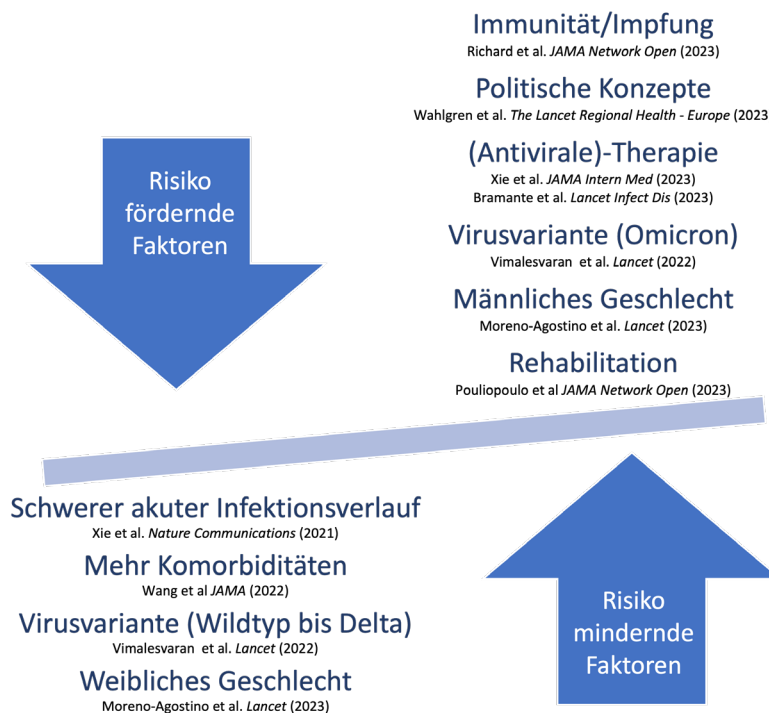 Immunität/Impfung
Richard et al. JAMA Network Open (2023)
Politische Konzepte
Wahlgren et al. The Lancet Regional Health - Europe (2023
(Antivirale)-Therapie
Xie et al. JAMA Intern Med (2023)
Bramante et al. Lancet Infect Dis (2023)
Virusvariante (Omicron)
Vimalesvaran et al. Lancet (2022)
Männliches Geschlecht
Moreno-Agostino et al. Lancet (2023)
Rehabilitation
Pouliopoulo et al JAMA Network Open (2023)
Risiko
fördernde
Faktoren
Schwerer akuter Infektionsverlauf
Xie et al. Nature Communications (2021)
Mehr Komorbiditäten
Wang et al JAMA (2022)
Virusvariante (Wildtyp bis Delta)
Vimalesvaran et al. Lancet (2022)
Weibliches Geschlecht
Moreno-Agostino et al. Lancet (2023)
Risiko
mindernde
Faktoren